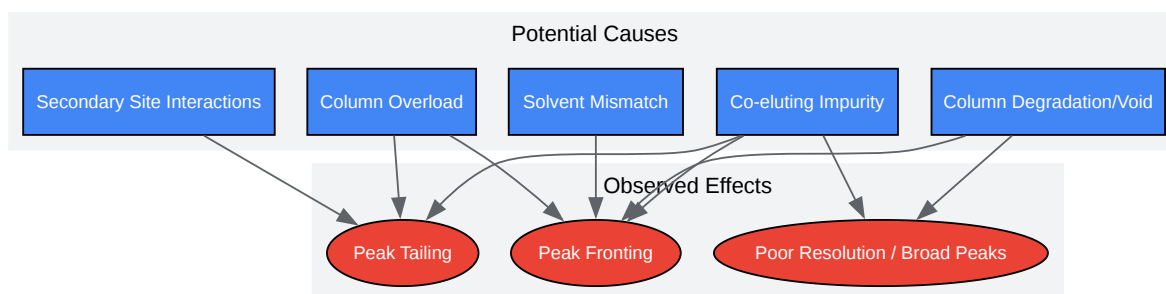 Potential Causes
Secondary Site Interactions
Column Overload
Solvent Mismatch
Co-eluting Impurity
Column Degradation/Void
Observed Effects
Peak Tailing
Peak Fronting
Poor Resolution / Broad Peaks